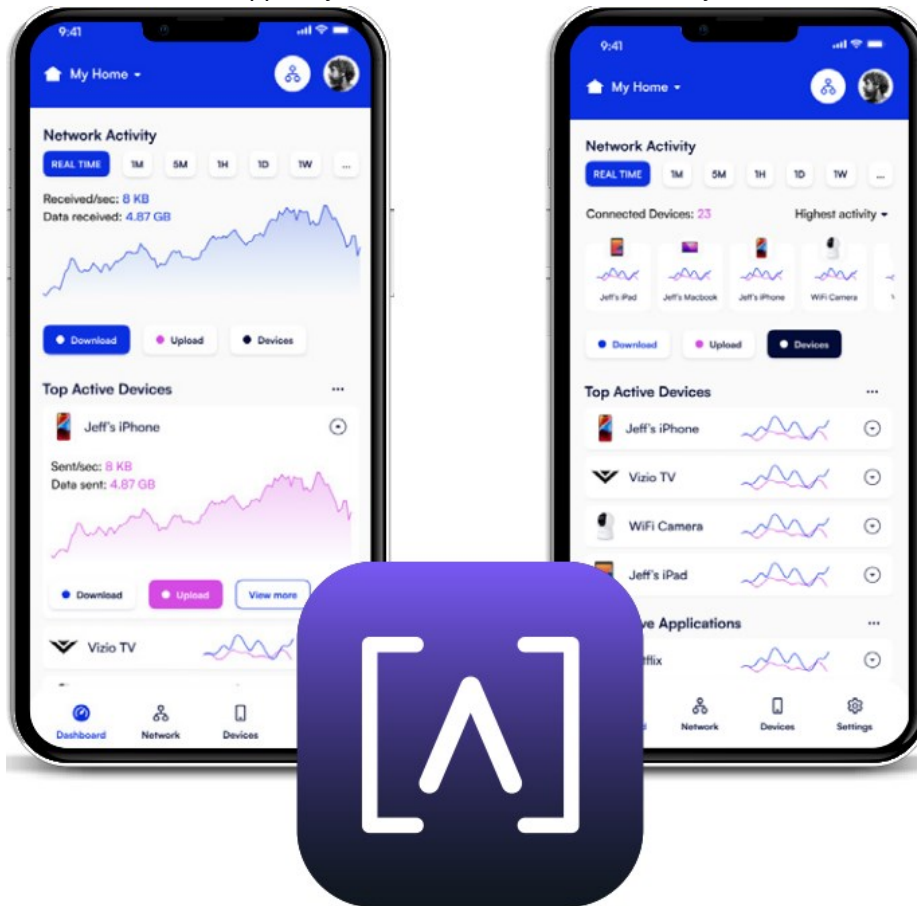 9:41
My Home
Network Activity
REAL TIME 1M 5M 1H 1D 1W ...
Received/sec: 8 KB
Data received: 4.87 GB
Download Upload Devices
Top Active Devices ...
Jeff's iPhone
Sent/sec: 8 KB
Data sent: 4.87 GB
Download Upload View more
Vizio TV
Dashboard Network Devices
9:41
My Home
Network Activity
REAL TIME 1M 5M 1H 1D 1W ...
Connected Devices: 23 Highest activity
Jeff's iPad Jeff's Macbook Jeff's iPhone WiFi Camera
Download Upload Devices
Top Active Devices ...
Jeff's iPhone
Vizio TV
WiFi Camera
Jeff's iPad
Applications ...
Network Devices Settings